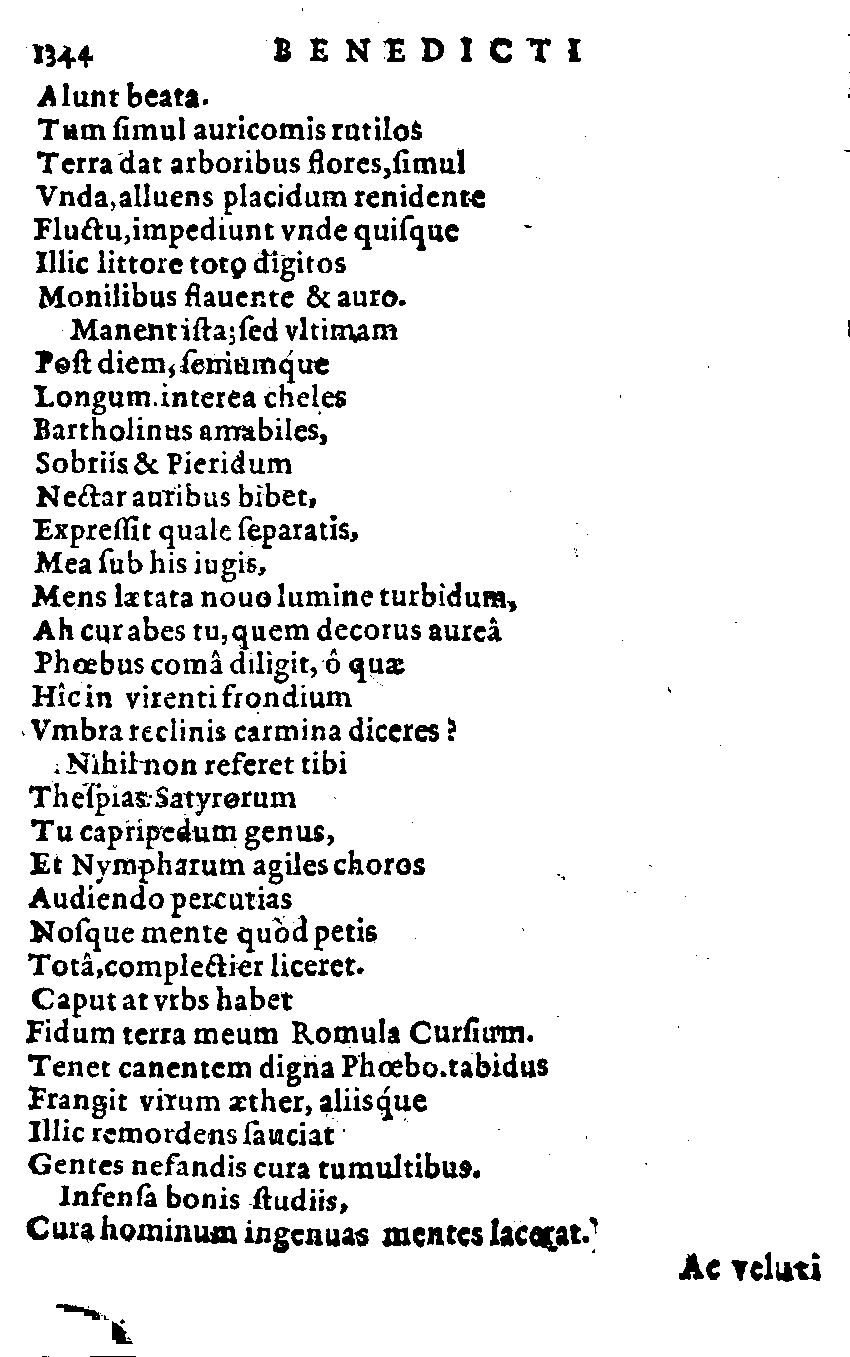 1344 BENEDICTI
Alunt beata.
Tum ſimul auricomis rutilos
Terra dat arboribus flores,ſimul
Vnda,alluens placidum renidente
Fluctu,impediunt vnde quiſque
Illic littore toto digitos
Monilibus flauente & auro.
Manent iſta;ſed vltimam
Poſt diem,ſeriumq́ue
Longum.interea cheles
Bartholinus amabiles,
Sobriis & Pieridum
Nectar auribus bibet,
Expreſſit quale ſeparatis,
Mea ſub his iugis,
Mens lætata nouo lumine turbidum,
Ah cur abes tu,quem decorus aureâ
Phœbus comâ diligit, ô quæ
Hîc in virenti frondium
Vmbra reclinis carmina diceres?
Nihil non referet tibi
Theſpias:Satyrorum
Tu capripedum genus,
Et Nympharum agiles choros
Audiendo percutias
Noſque mente quòd petis
Totâ,complectier liceret.
Caput at vrbs habet
Fidum terra meum Romula Curſium.
Tenet canentem digna Phœbo.tabidus
Frangit virum æther, aliisq́ue
Illic remordens ſauciat
Gentes nefandis cura tumultibus.
Infenſa bonis ſtudiis,
Cura hominum ingenuas mentes lacerat.
Ac veluti